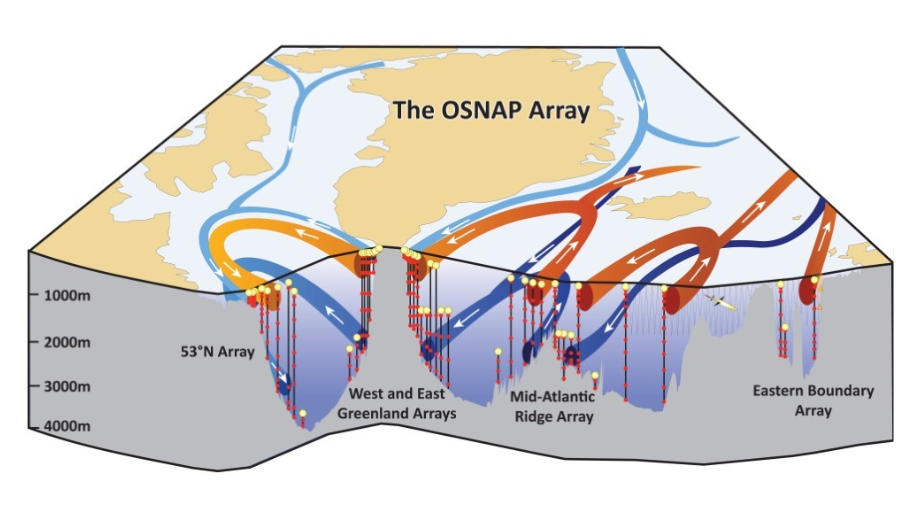 The OSNAP Array
1000m
2000m
3000m
4000m
53°N Array
West and East
Greenland Arrays
Mid-Atlantic
Ridge Array
Eastern Boundary
Array